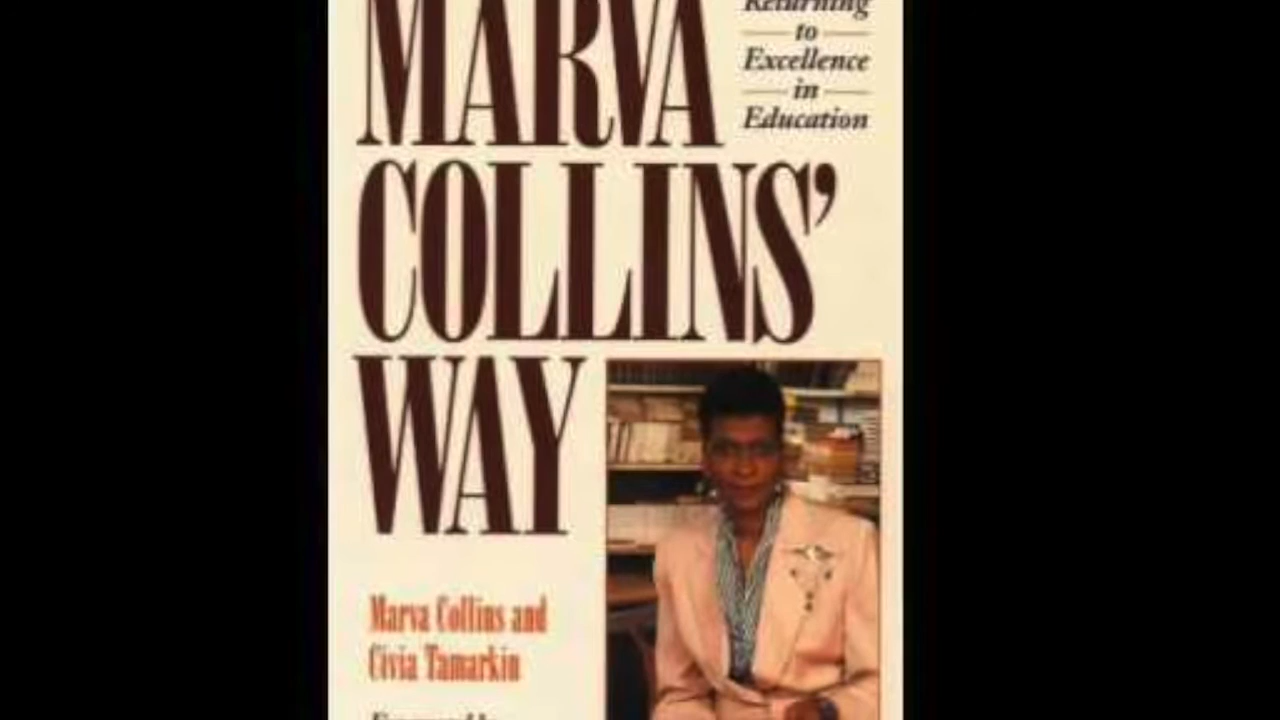 MARVA
Returning
to
Excellence
in
Education
COLLINS'
WAY
Marva Collins and
Civia Tamarkin